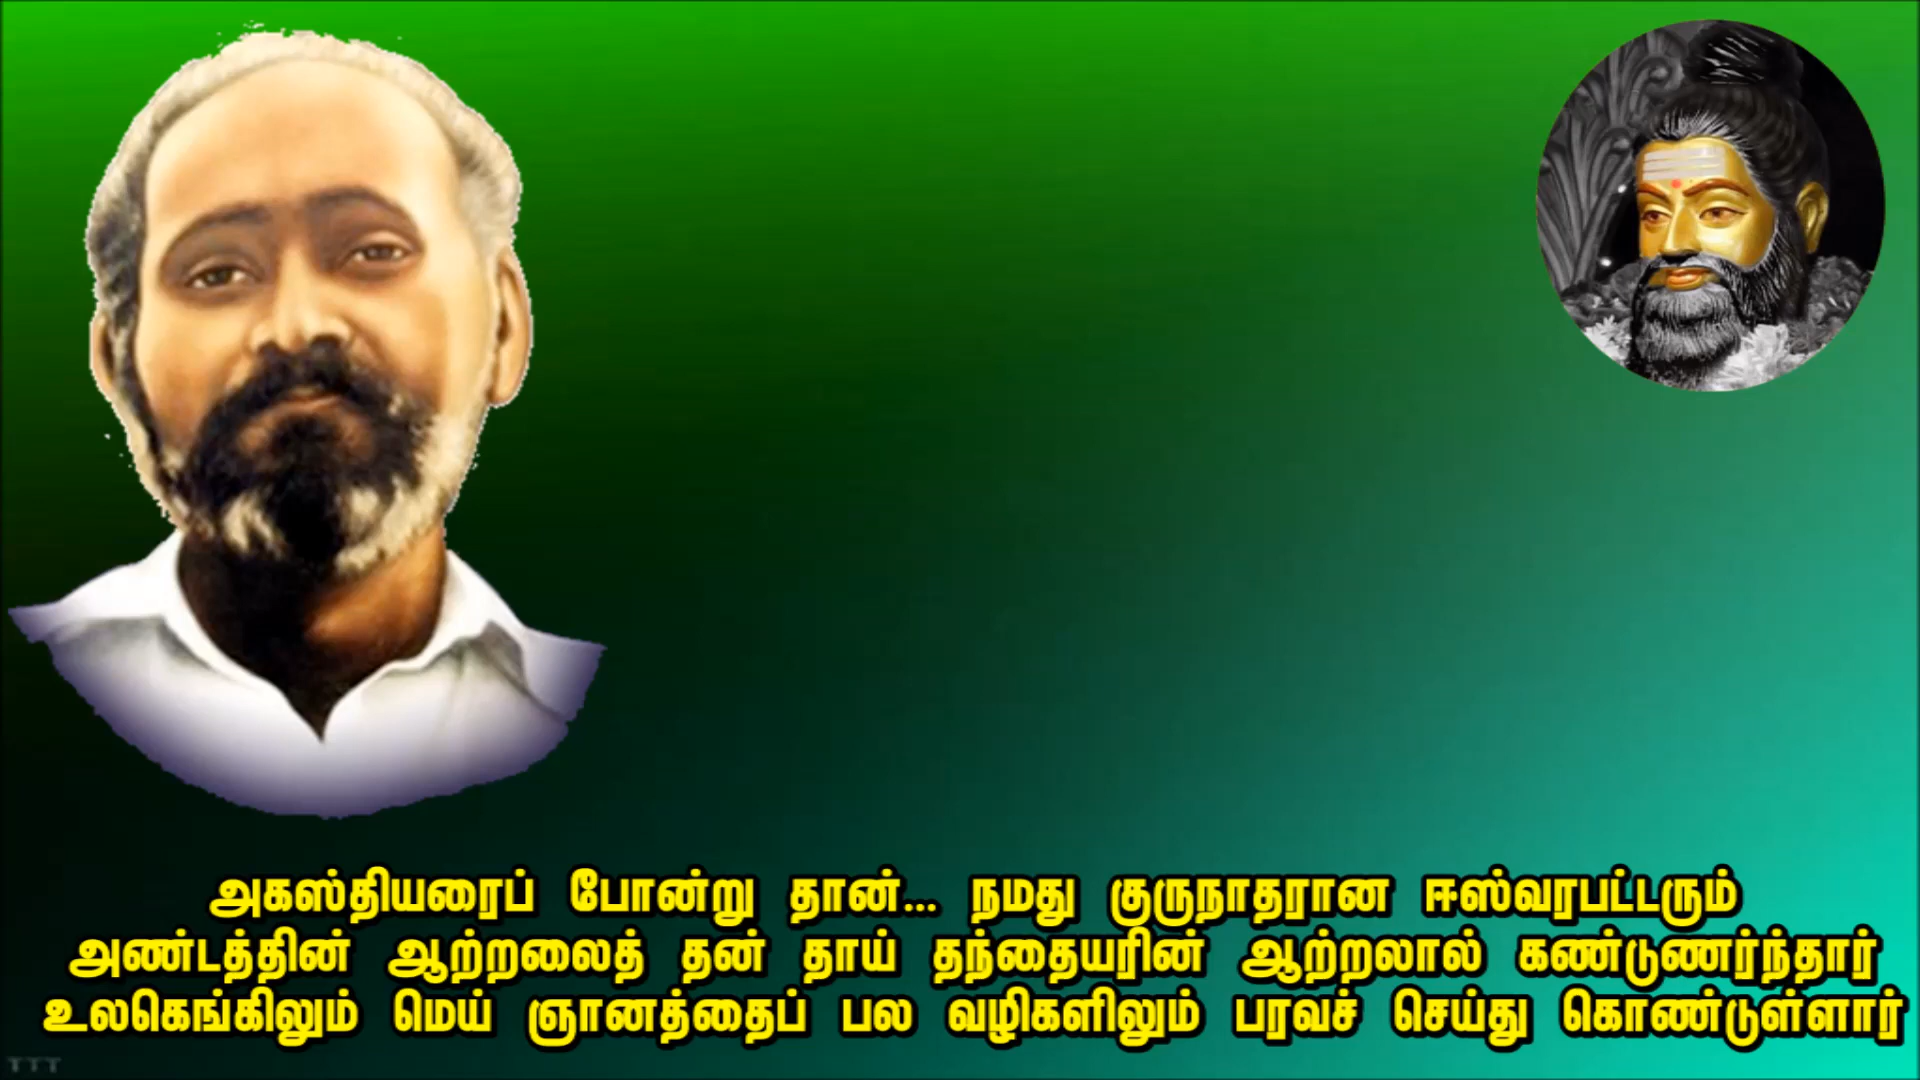 அகஸ்தியரைப் போன்று தான்... நமது குருநாதரான ஈஸ்வரபட்டரும்
அண்டத்தின் ஆற்றலைத் தன் தாய் தந்தையரின் ஆற்றலால் கண்டுணர்ந்தார்
உலகெங்கிலும் மெய் ஞானத்தைப் பல வழிகளிலும் பரவச் செய்து கொண்டுள்ளார்
TTT